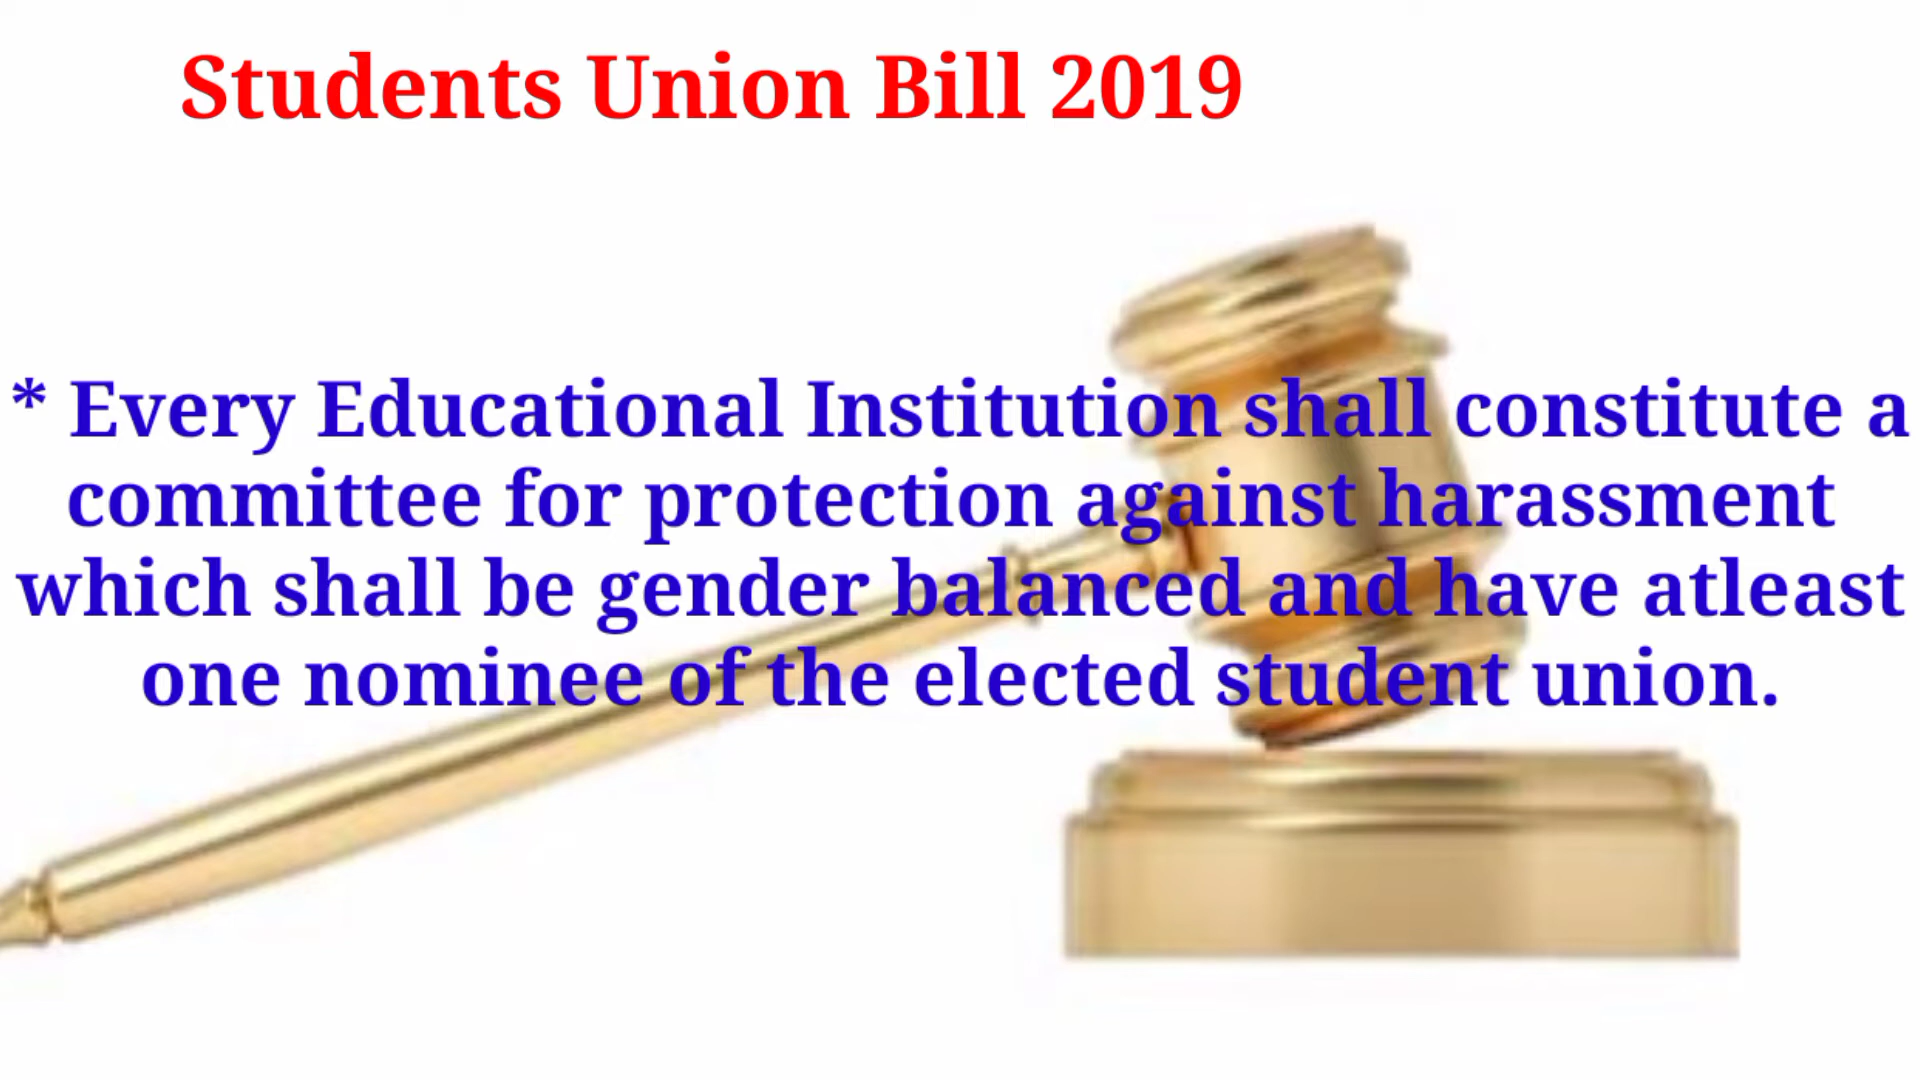 Students Union Bill 2019
* Every Educational Institution shall constitute a
committee for protection against harassment
which shall be gender balanced and have atleast
one nominee of the elected student union.